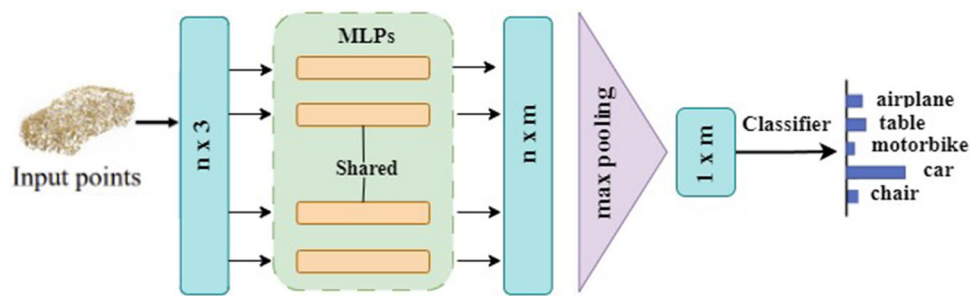 Input points
n x 3
MLPs
Shared
n x m
max pooling
1 x m
Classifier
airplane
table
motorbike
car
chair